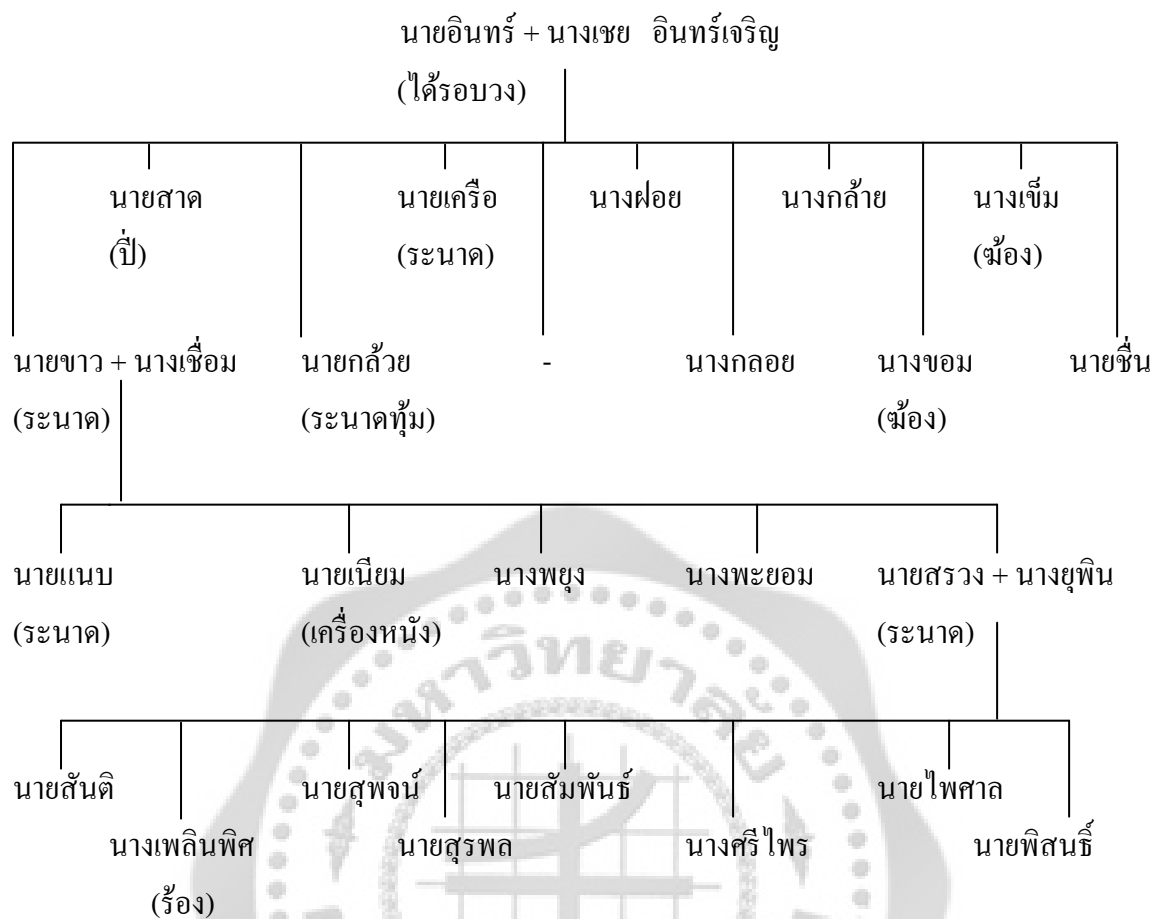 นายอินทร์ + นางเชย อินทร์เจริญ
(ได้รอบวง)
นายสาด นายเครือ นางฝอย นางกล้าย นางเข็ม
(ปี่) (ระนาด) (ฆ้อง)
นายขาว + นางเชื่อม นายกล้วย - นางกลอย นางขอม นายชื่น
(ระนาด) (ระนาดทุ้ม) (ฆ้อง)
นายแนบ นายเนียม นางพยุง นางพะยอม นายสรวง + นางยุพิน
(ระนาด) (เครื่องหนัง) (ระนาด)
มหาวิทยาลัย
นายสันติ นายสุพจน์ นายสัมพันธ์ นายไพศาล
นางเพลินพิศ นายสุรพล นางศรีไพร นายพิสนธิ์
(ร้อง)